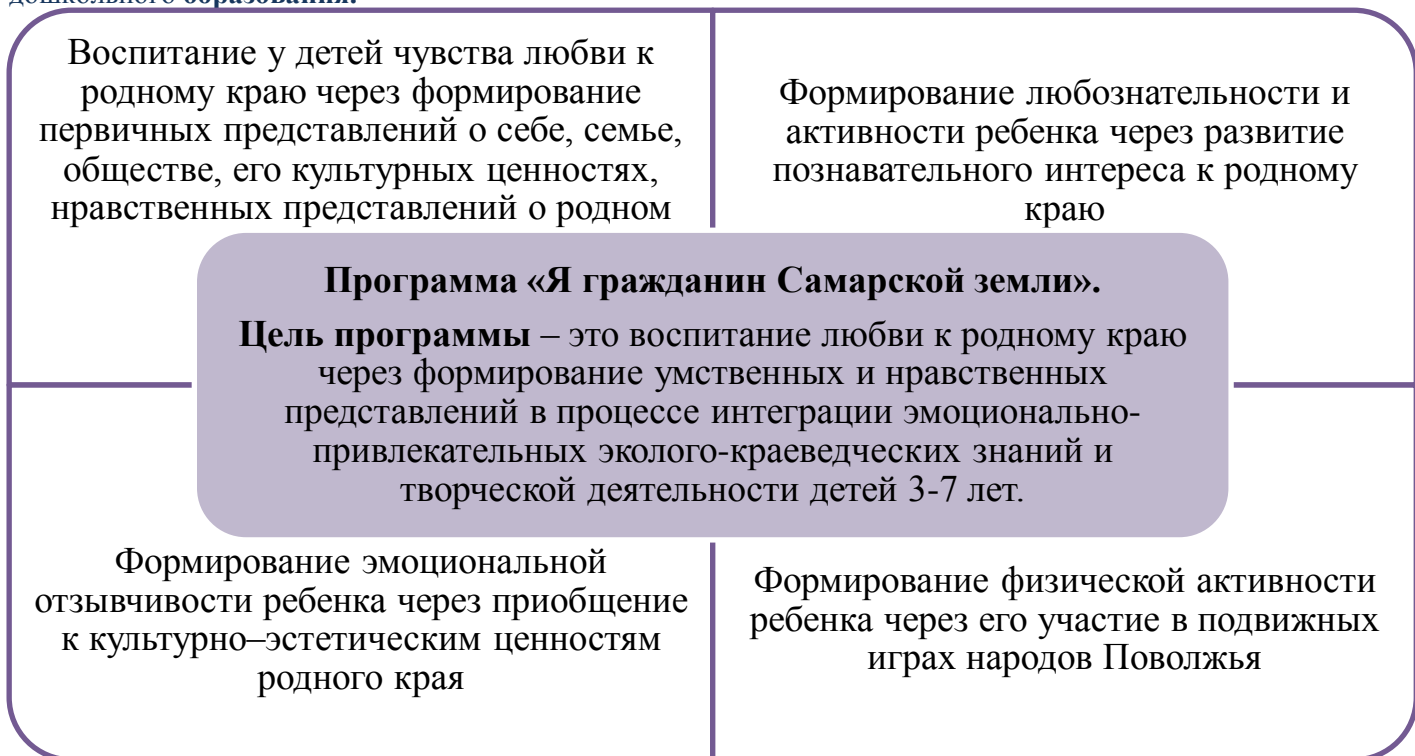 дошкольного образования.
Воспитание у детей чувства любви к
родному краю через формирование
первичных представлений о себе, семье,
обществе, его культурных ценностях,
нравственных представлений о родном
Формирование любознательности и
активности ребенка через развитие
познавательного интереса к родному
краю
Программа «Я гражданин Самарской земли».
Цель программы – это воспитание любви к родному краю
через формирование умственных и нравственных
представлений в процессе интеграции эмоционально-
привлекательных эколого-краеведческих знаний и
творческой деятельности детей 3-7 лет.
Формирование эмоциональной
отзывчивости ребенка через приобщение
к культурно–эстетическим ценностям
родного края
Формирование физической активности
ребенка через его участие в подвижных
играх народов Поволжья